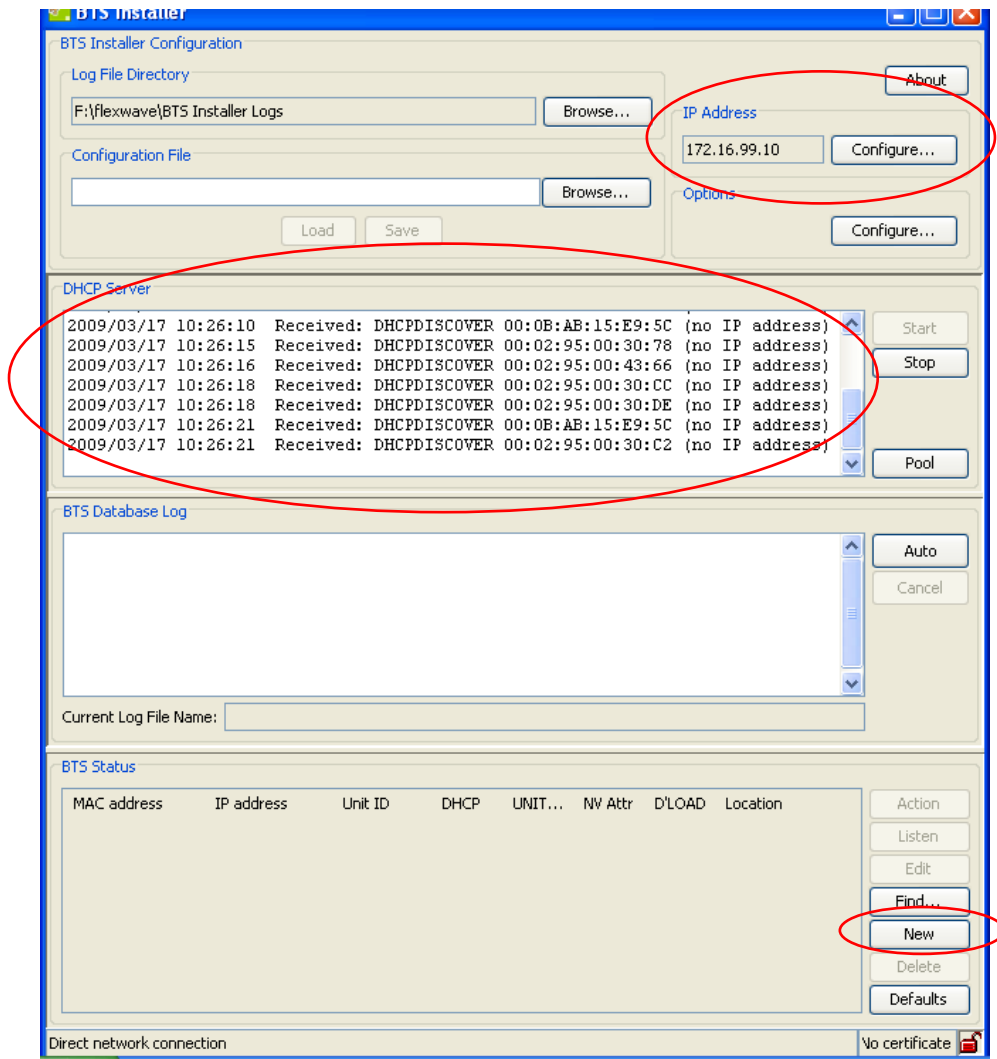 BTS Installer
BTS Installer Configuration
Log File Directory
About
F:\flexwave\BTS Installer Logs
Browse...
IP Address
172.16.99.10
Configure...
Configuration File
Browse...
Options
Load
Save
Configure...
DHCP Server
2009/03/17 10:26:10 Received: DHCPDISCOVER 00:0B:AB:15:E9:5C (no IP address)
2009/03/17 10:26:15 Received: DHCPDISCOVER 00:02:95:00:30:78 (no IP address)
2009/03/17 10:26:16 Received: DHCPDISCOVER 00:02:95:00:43:66 (no IP address)
2009/03/17 10:26:18 Received: DHCPDISCOVER 00:02:95:00:30:CC (no IP address)
2009/03/17 10:26:18 Received: DHCPDISCOVER 00:02:95:00:30:DE (no IP address)
2009/03/17 10:26:21 Received: DHCPDISCOVER 00:0B:AB:15:E9:5C (no IP address)
2009/03/17 10:26:21 Received: DHCPDISCOVER 00:02:95:00:30:C2 (no IP address)
Start
Stop
Pool
BTS Database Log
Auto
Cancel
Current Log File Name:
BTS Status
MAC address IP address Unit ID DHCP UNIT... NV Attr D'LOAD Location
Action
Listen
Edit
Find...
New
Delete
Defaults
Direct network connection
No certificate